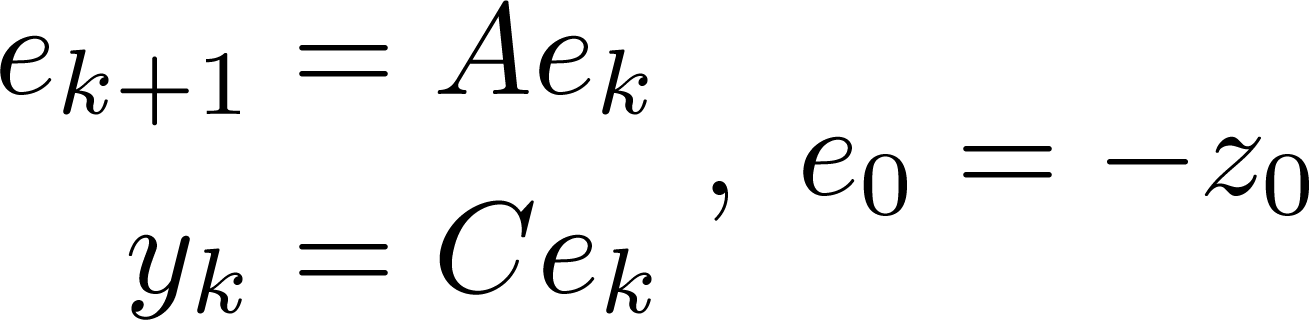 e_{k+1} = Ae_k
y_k = Ce_k
, e_0 = −z_0